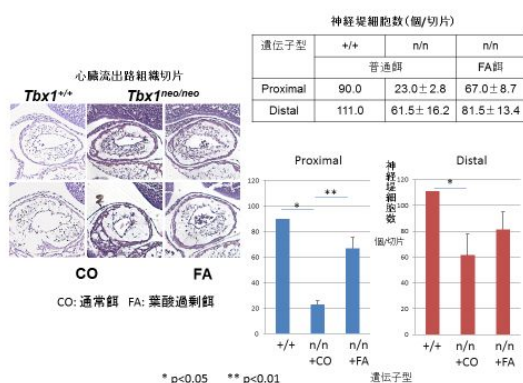 心臓流出路組織切片
Tbx1+/+ Tbx1neo/neo
CO FA
CO: 通常餌 FA: 葉酸過剰餌
神経堤細胞数(個/切片)
遺伝子型 +/+ n/n n/n
普通餌 FA餌
Proximal 90.0 23.0±2.8 67.0±8.7
Distal 111.0 61.5±16.2 81.5±13.4
Proximal
120
100
80
60
40
20
0
* **
+/+ n/n +CO n/n +FA
神経堤細胞数
個/切片
Distal
120
100
80
60
40
20
0
*
+/+ n/n +CO n/n +FA
* p<0.05 ** p<0.01
遺伝子型